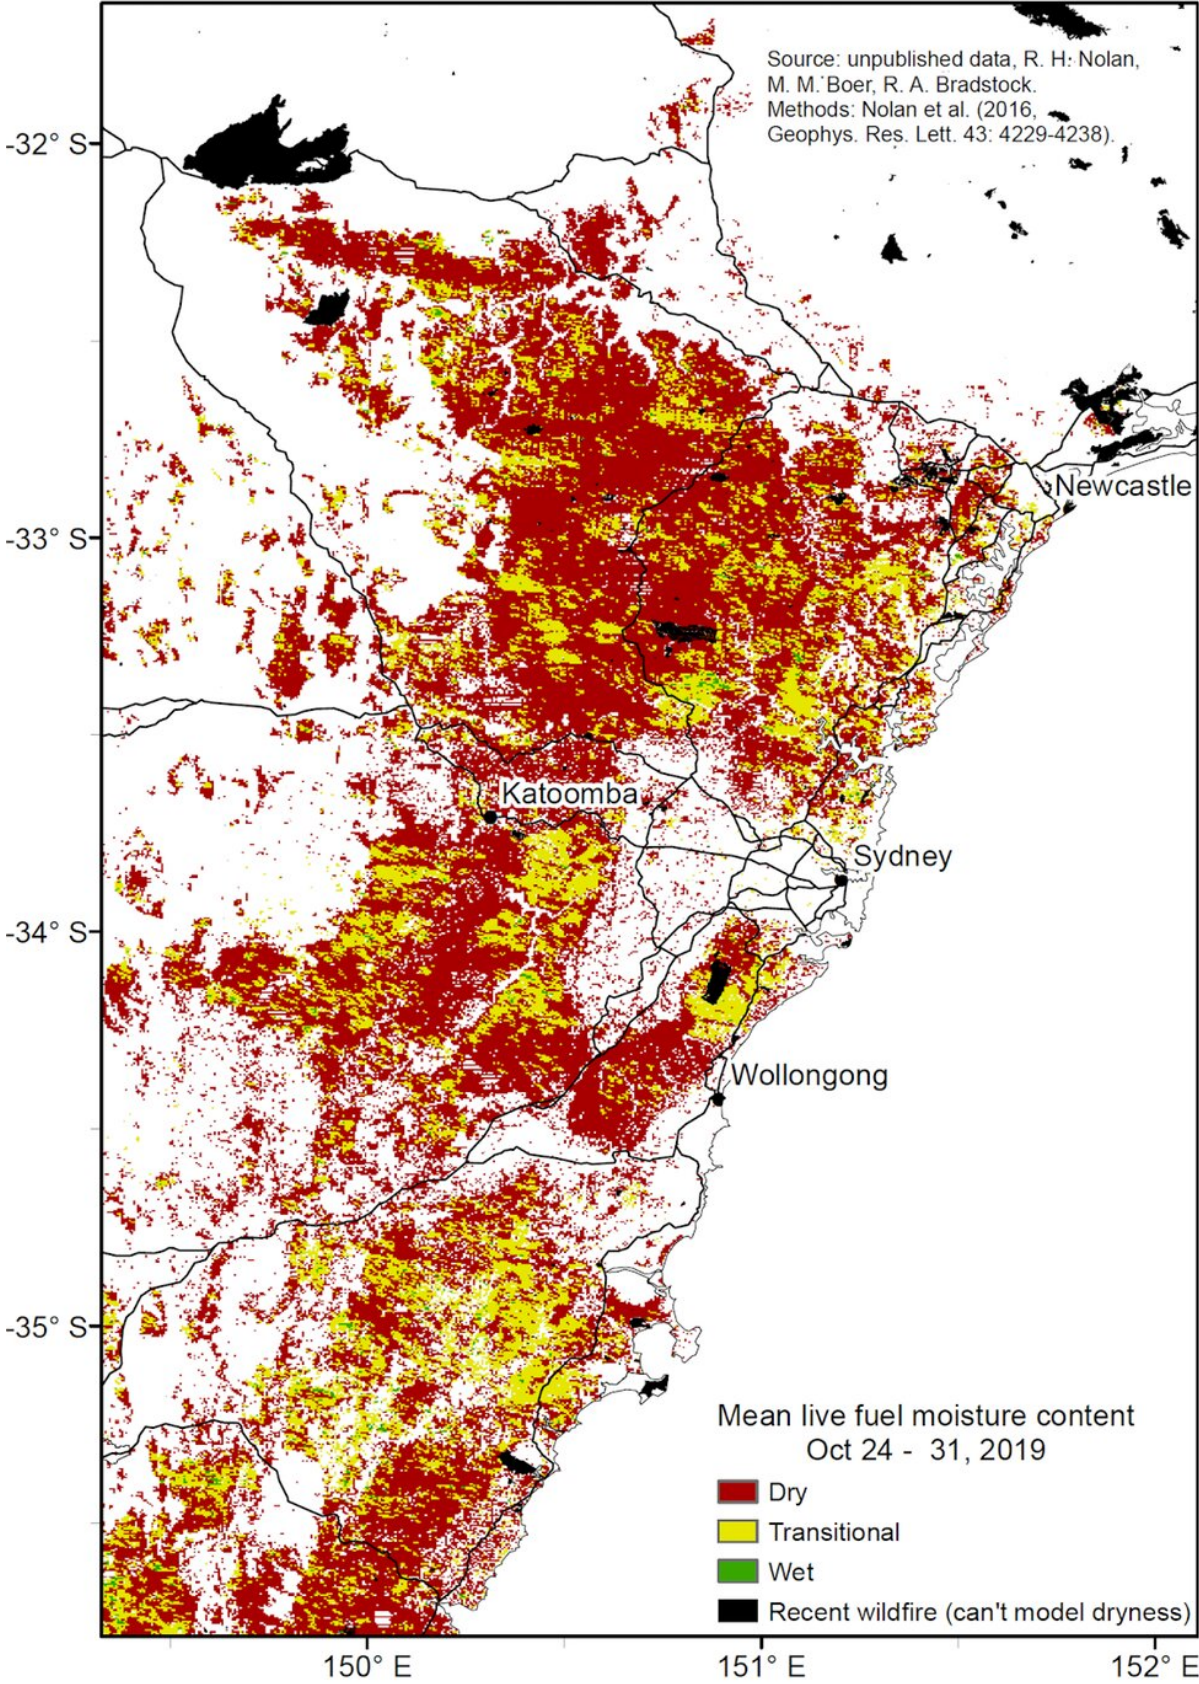 Source: unpublished data, R. H. Nolan,
M. M. Boer, R. A. Bradstock.
Methods: Nolan et al. (2016,
Geophys. Res. Lett. 43: 4229-4238).
-32° S
Newcastle
-33° S
Katoomba
Sydney
-34° S
Wollongong
-35° S
Mean live fuel moisture content
Oct 24 - 31, 2019
Dry
Transitional
Wet
Recent wildfire (can't model dryness)
150° E
151° E
152° E